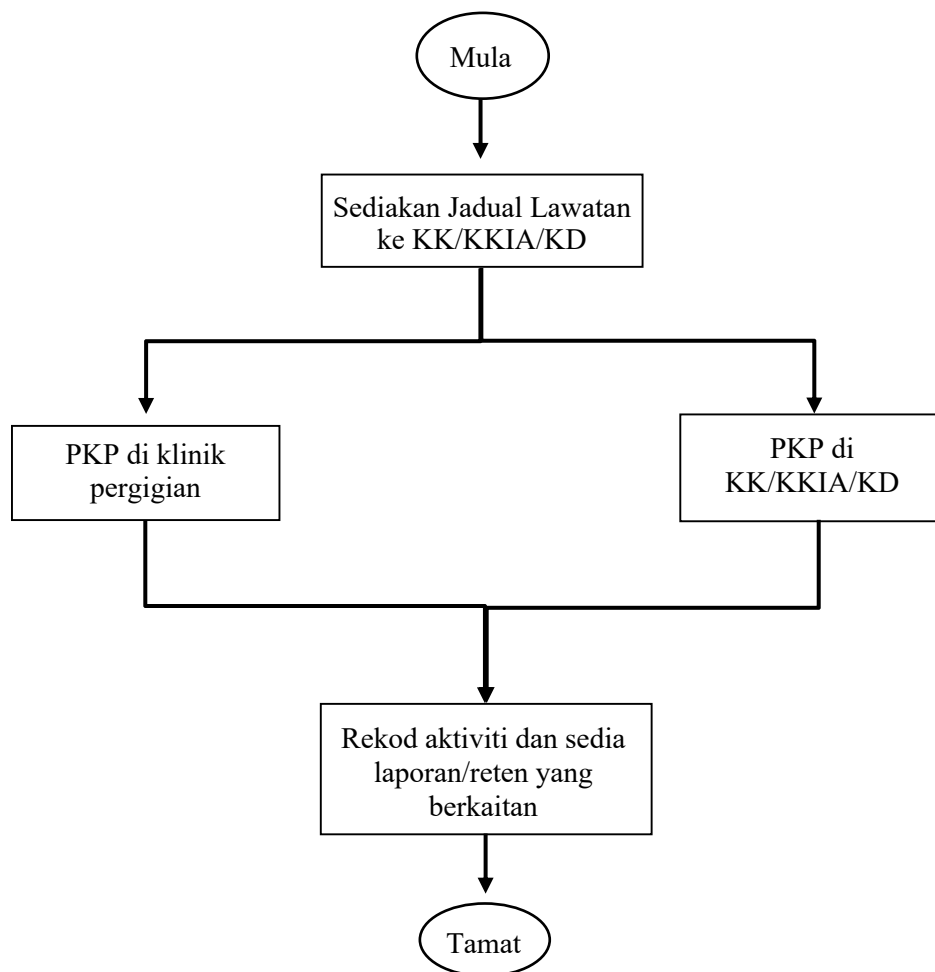 Mula
Sediakan Jadual Lawatan
ke KK/KKIA/KD
PKP di klinik
pergigian
PKP di
KK/KKIA/KD
Rekod aktiviti dan sedia
laporan/reten yang
berkaitan
Tamat